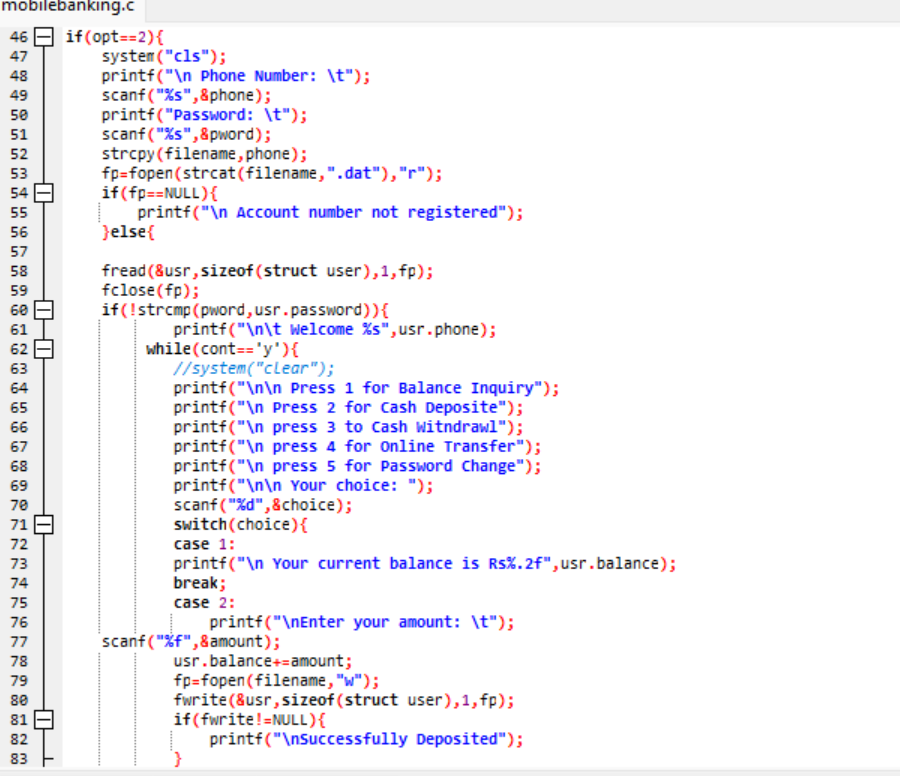 mobilebanking.c
46 if(opt==2){
47 system("cls");
48 printf("\n Phone Number: \t");
49 scanf("%s",&phone);
50 printf("Password: \t");
51 scanf("%s",&pword);
52 strcpy(filename,phone);
53 fp=fopen(strcat(filename,".dat"),"r");
54 if(fp==NULL){
55 printf("\n Account number not registered");
56 }else{
57
58 fread(&usr,sizeof(struct user),1,fp);
59 fclose(fp);
60 if(!strcmp(pword,usr.password)){
61 printf("\n\t Welcome %s",usr.phone);
62 while(cont=='y'){
63 //system("clear");
64 printf("\n\n Press 1 for Balance Inquiry");
65 printf("\n Press 2 for Cash Deposite");
66 printf("\n press 3 to Cash Witndrawl");
67 printf("\n press 4 for Online Transfer");
68 printf("\n press 5 for Password Change");
69 printf("\n\n Your choice: ");
70 scanf("%d",&choice);
71 switch(choice){
72 case 1:
73 printf("\n Your current balance is Rs%.2f",usr.balance);
74 break;
75 case 2:
76 printf("\nEnter your amount: \t");
77 scanf("%f",&amount);
78 usr.balance+=amount;
79 fp=fopen(filename,"w");
80 fwrite(&usr,sizeof(struct user),1,fp);
81 if(fwrite!=NULL){
82 printf("\nSuccessfully Deposited");
83 }